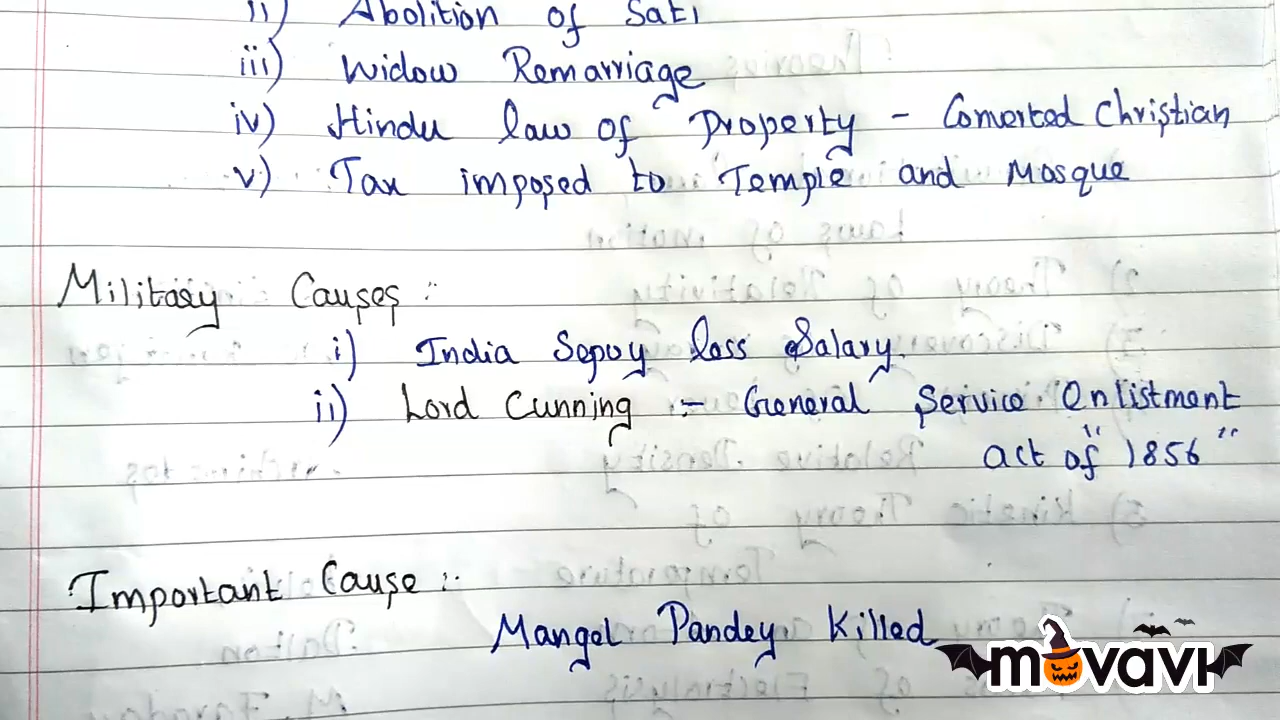 ii) Abolition of Sati
iii) Widow Remarriage
iv) Hindu law of Property - Converted Christian
v) Tax imposed to Temple and Mosque
Military Causes :
i) India Sepoy less Salary.
ii) Lord Cunning :- General Service Enlistment
act of "1856"
Important Cause :
Mangel Pandey Killed
movavi